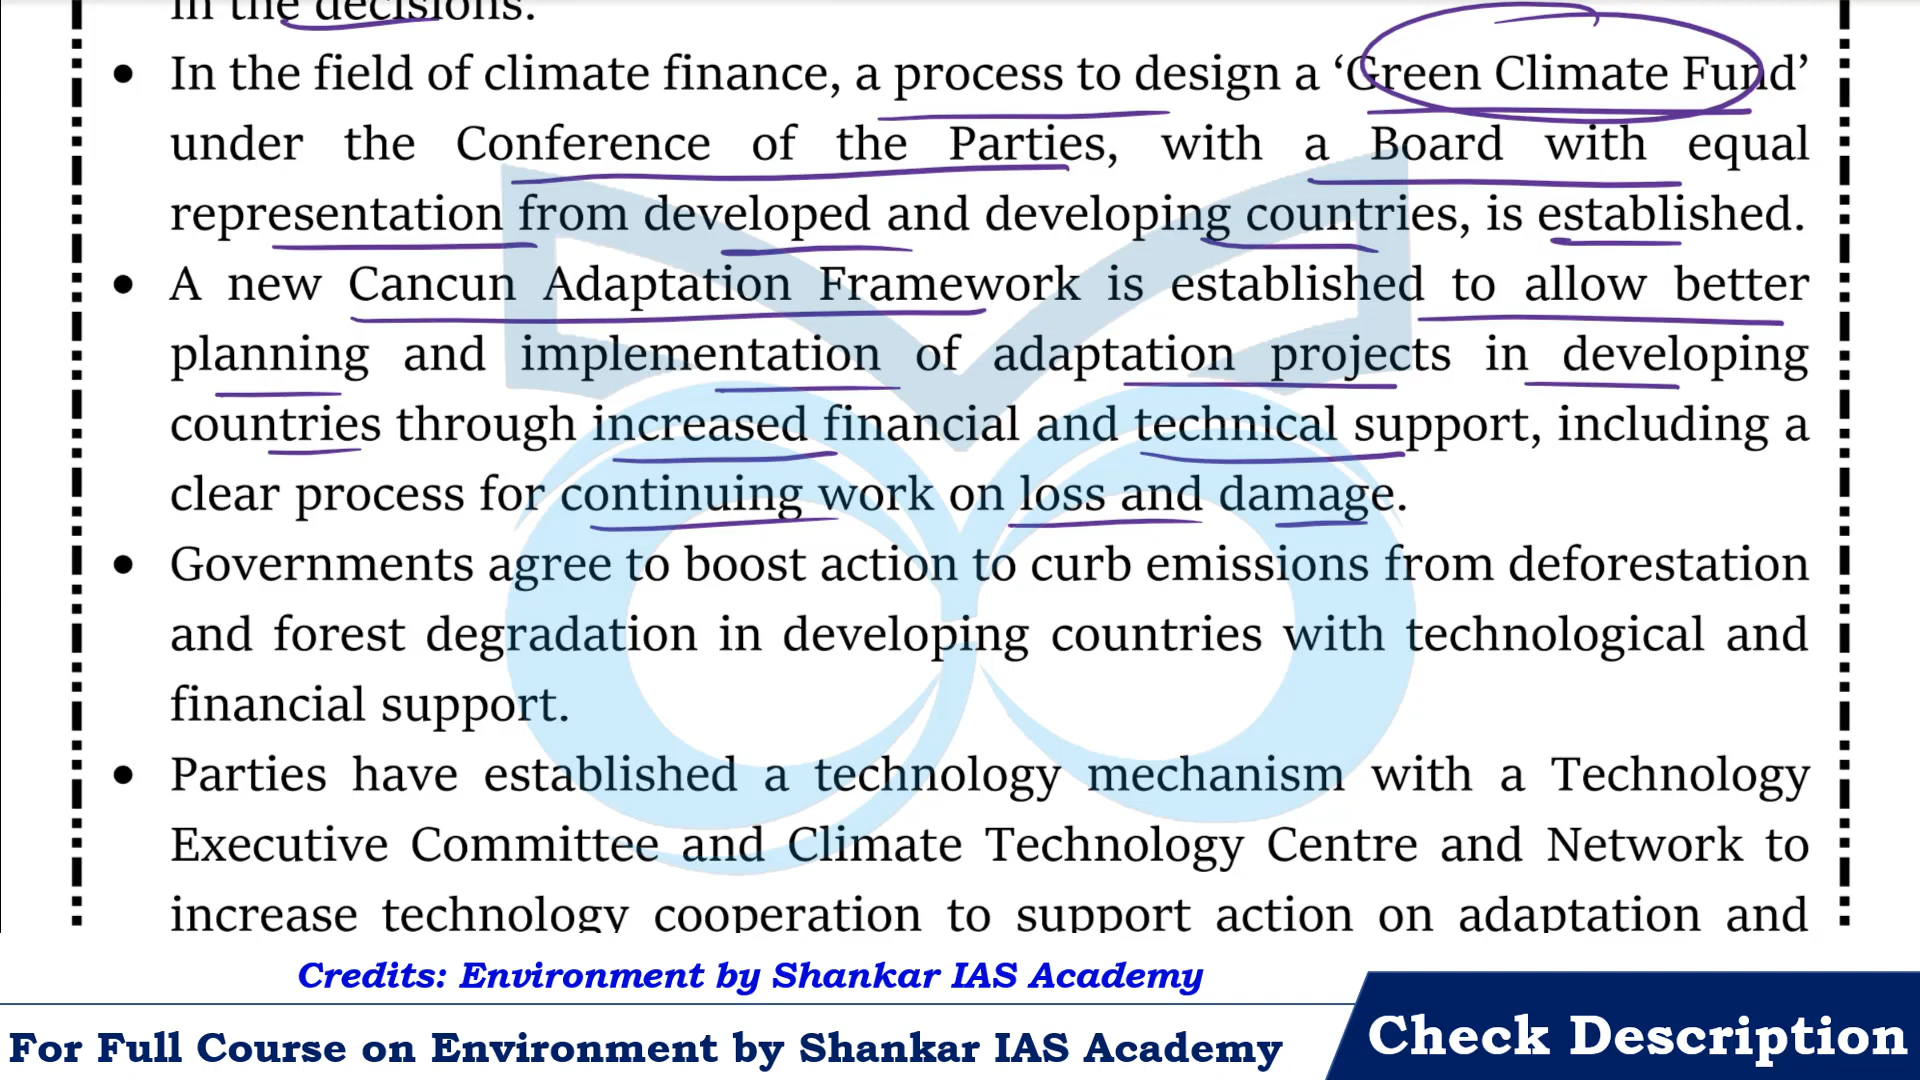 in the decisions.
• In the field of climate finance, a process to design a ‘Green Climate Fund’
under the Conference of the Parties, with a Board with equal
representation from developed and developing countries, is established.
• A new Cancun Adaptation Framework is established to allow better
planning and implementation of adaptation projects in developing
countries through increased financial and technical support, including a
clear process for continuing work on loss and damage.
• Governments agree to boost action to curb emissions from deforestation
and forest degradation in developing countries with technological and
financial support.
• Parties have established a technology mechanism with a Technology
Executive Committee and Climate Technology Centre and Network to
increase technology cooperation to support action on adaptation and
Credits: Environment by Shankar IAS Academy
For Full Course on Environment by Shankar IAS Academy
Check Description